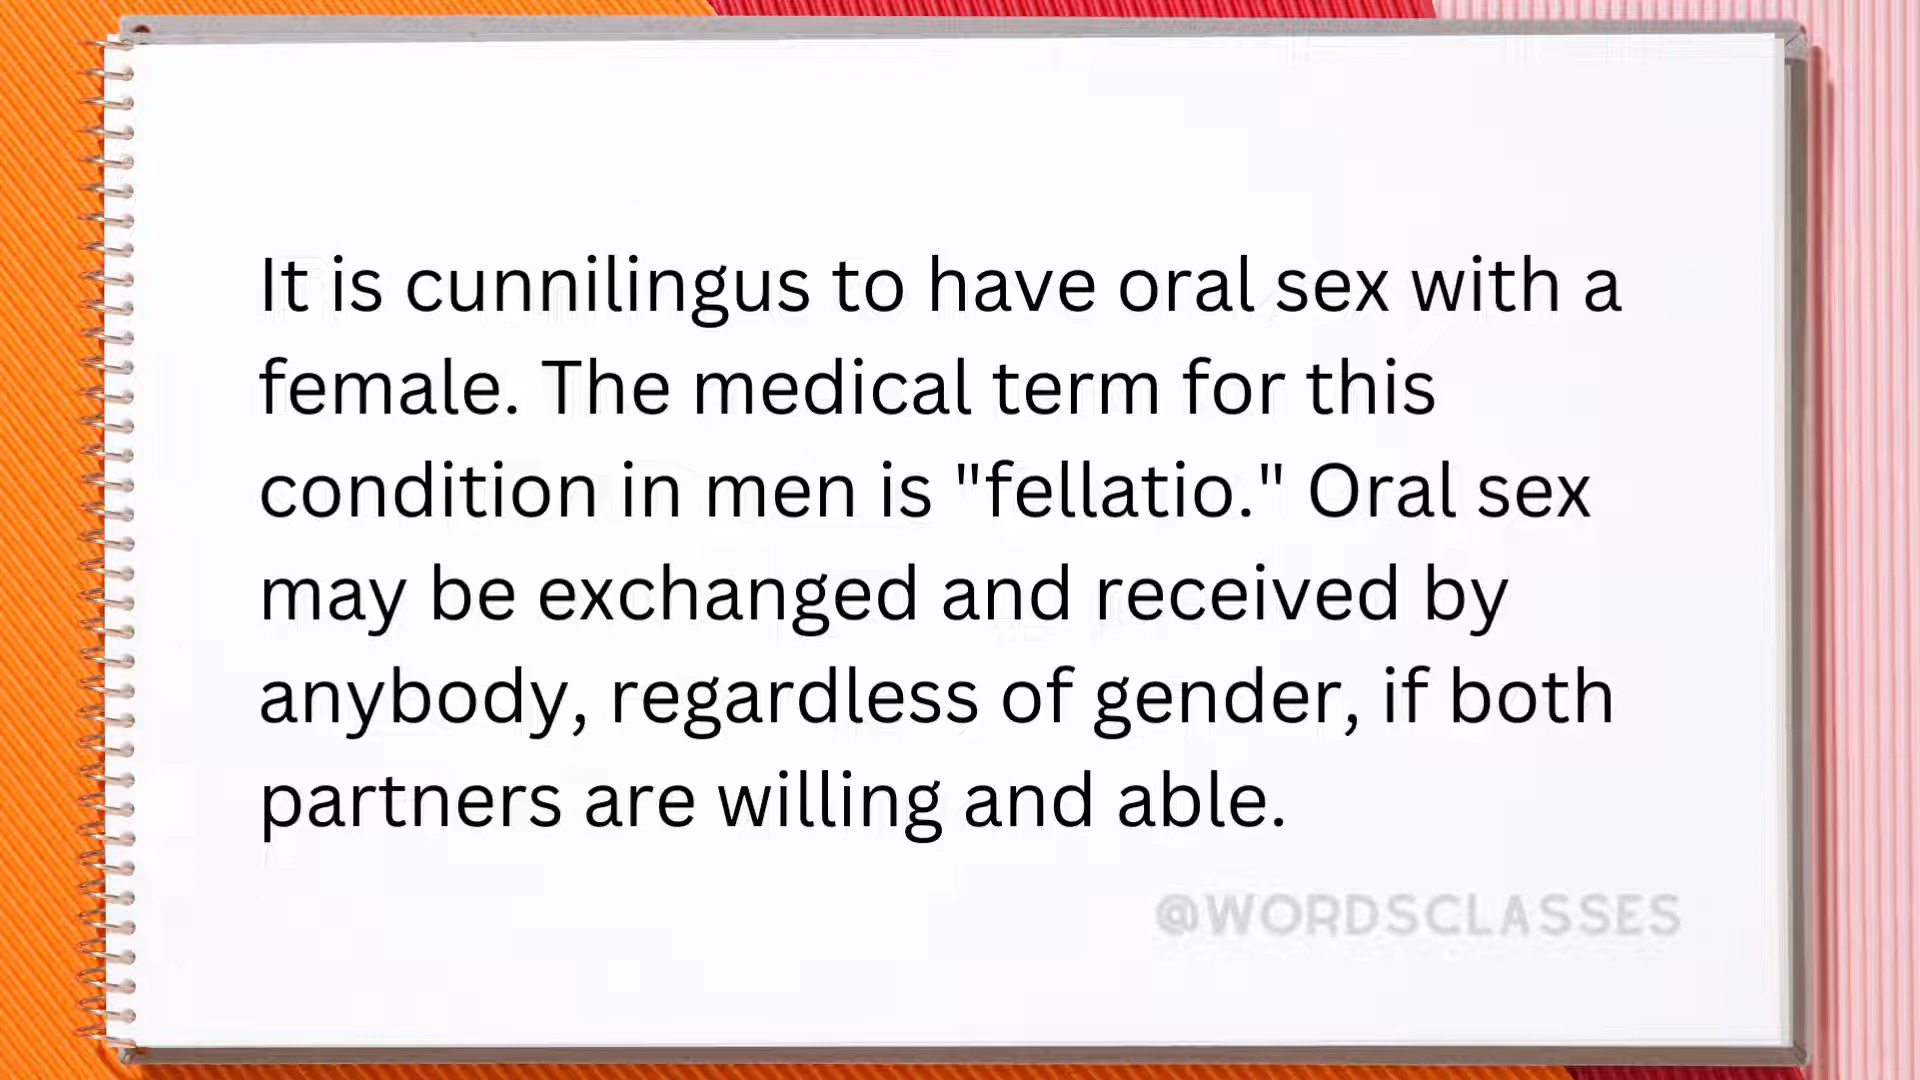 It is cunnilingus to have oral sex with a
female. The medical term for this
condition in men is "fellatio." Oral sex
may be exchanged and received by
anybody, regardless of gender, if both
partners are willing and able.
@WORDSCLASSES